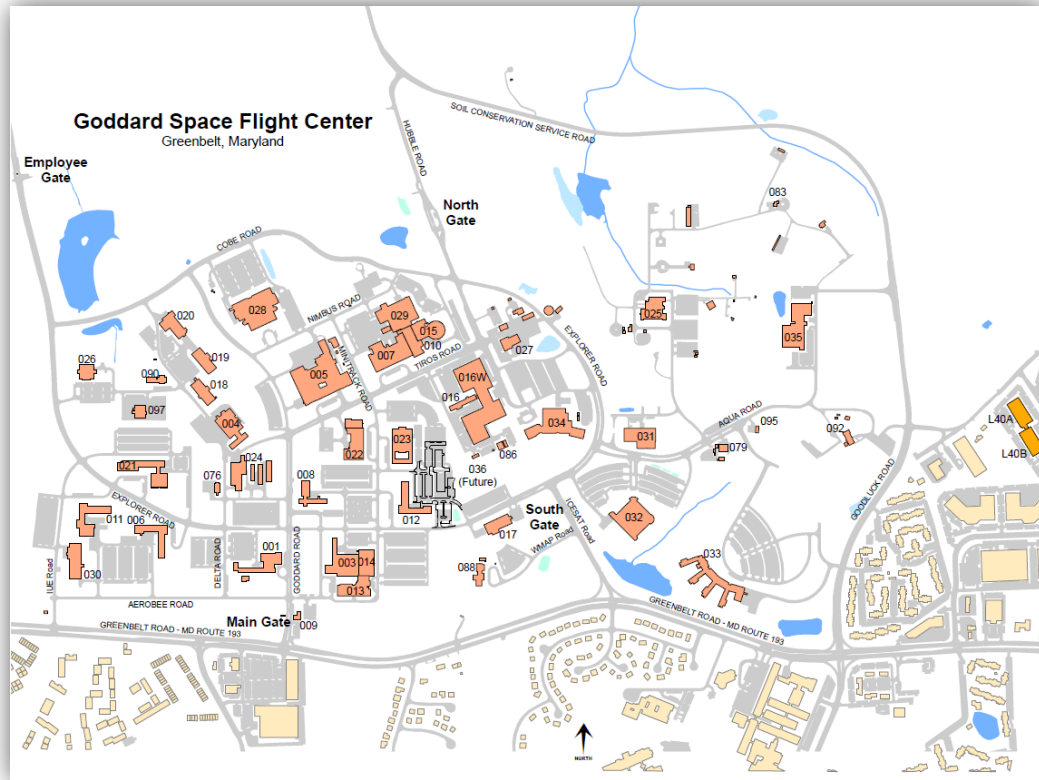 Goddard Space Flight Center
Greenbelt, Maryland
Employee
Gate
SOIL CONSERVATION SERVICE ROAD
HUBBLE ROAD
North
Gate
083
COBE ROAD
NIMBUS ROAD
028
029
015
010
007
TIROS ROAD
027
EXPLORER ROAD
025
035
020
019
026
090
018
005
MINITRACK ROAD
016W
016
097
004
034
031
AQUA ROAD
095
092
079
L40A
L40B
023
022
086
036
(Future)
021
024
076
008
012
EXPLORER ROAD
011
006
South
Gate
017
ICESAT Road
WMAP Road
032
GOODLUCK ROAD
DELTA ROAD
001
GODDARD ROAD
003
014
013
088
033
030
IUE Road
AEROBEE ROAD
Main Gate
009
GREENBELT ROAD - MD ROUTE 193
GREENBELT ROAD - MD ROUTE 193
NORTH